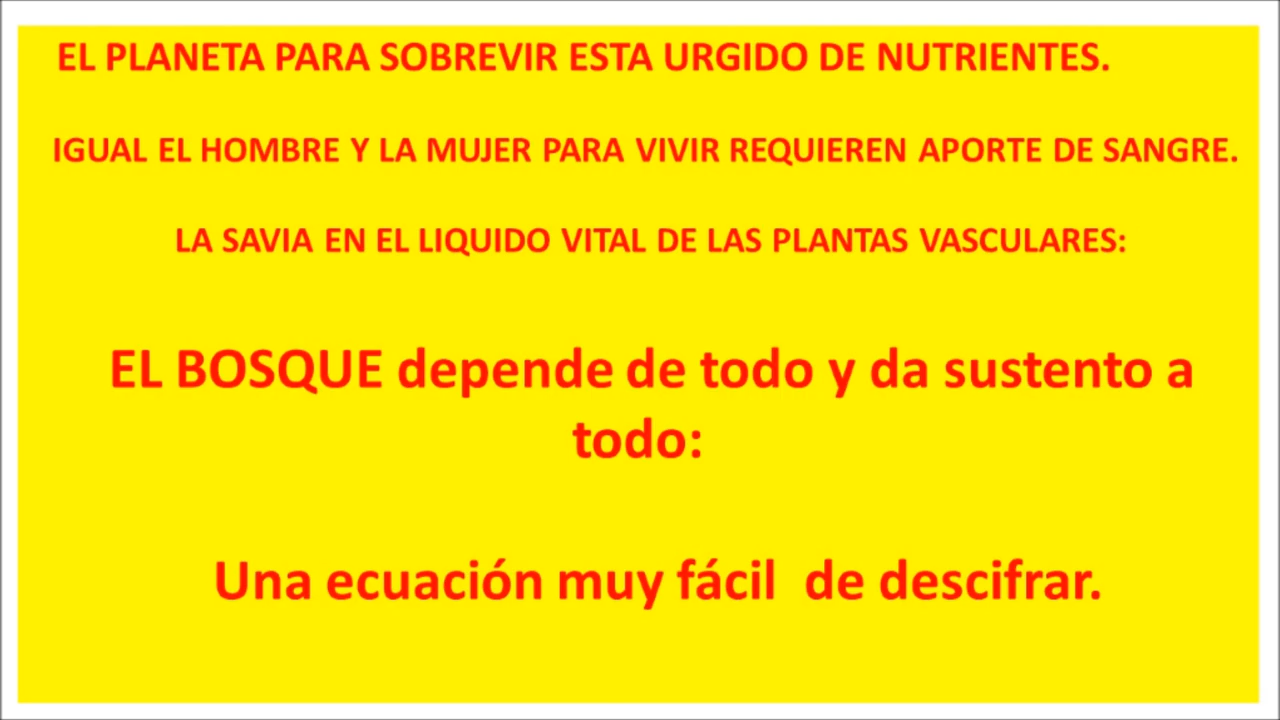 EL PLANETA PARA SOBREVIR ESTA URGIDO DE NUTRIENTES.
IGUAL EL HOMBRE Y LA MUJER PARA VIVIR REQUIEREN APORTE DE SANGRE.
LA SAVIA EN EL LIQUIDO VITAL DE LAS PLANTAS VASCULARES:
EL BOSQUE depende de todo y da sustento a
todo:
Una ecuación muy fácil  de descifrar.